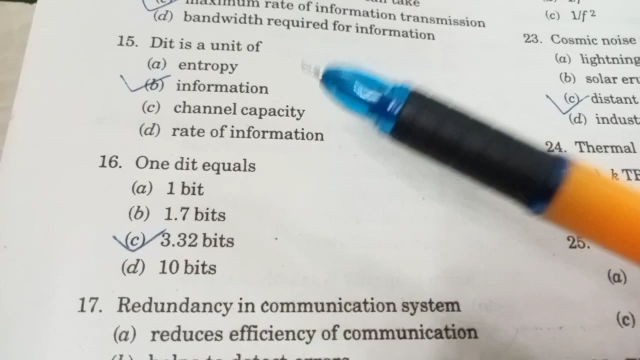 maximum rate of information transmission
(d) bandwidth required for information
15. Dit is a unit of
(a) entropy
(b) information
(c) channel capacity
(d) rate of information
16. One dit equals
(a) 1 bit
(b) 1.7 bits
(c) 3.32 bits
(d) 10 bits
17. Redundancy in communication system
(a) reduces efficiency of communication
(c) 1/f²
23. Cosmic noise
(a) lightning
(b) solar
(c) distant
(d)
24. Thermal
25.
(a)
(c)